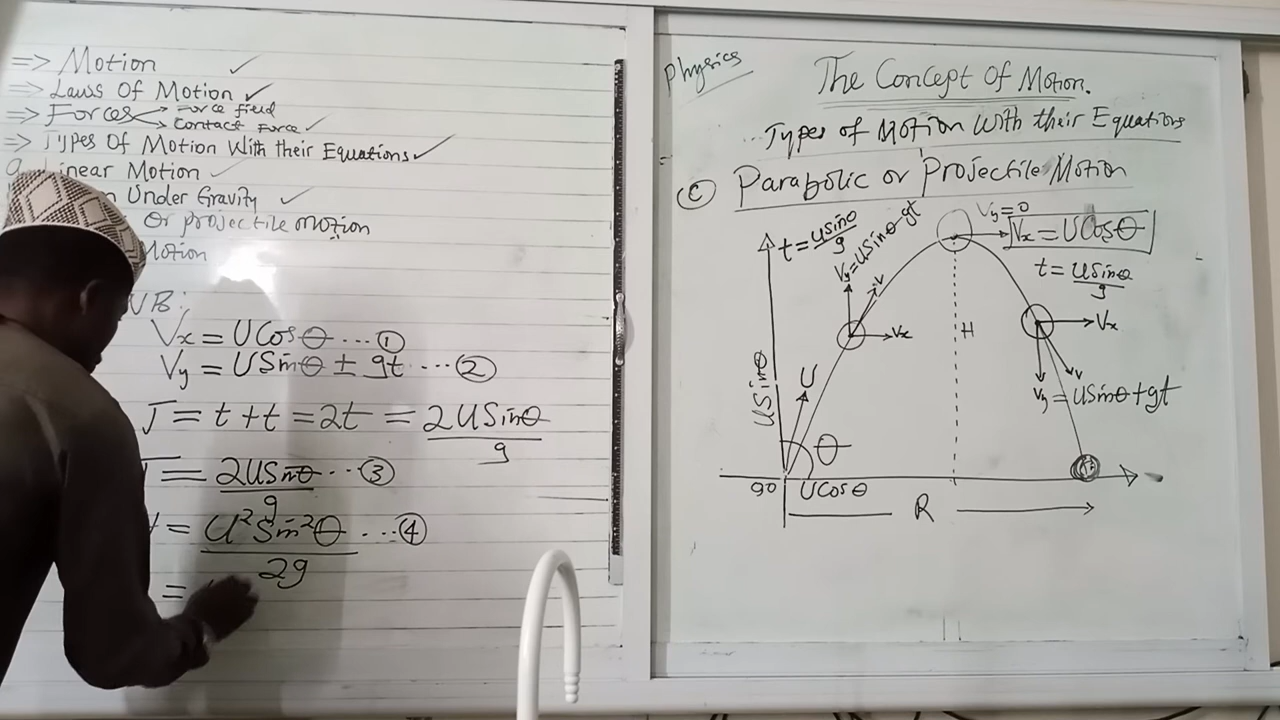 => Motion ✓
=> Laws Of Motion ✓
=> Forces → Force field
→ Contact Force ✓
=> Types Of Motion With their Equations ✓
Linear Motion ✓
Under Gravity ✓
Or projectile motion
Motion
NB:
Vx = UCosθ ... ①
Vy = USinθ ± gt ... ②
T = t + t = 2t = 2USinθ/g
T = 2USinθ/g ... ③
H = U²Sin²θ/2g ... ④
=
Physics
The Concept Of Motion.
Types of Motion With their Equations
(C) Parabolic or Projectile Motion
Vy = 0
Vx = UCosθ
t = USinθ/g
Vy = USinθ-gt
t = USinθ/g
V
Vx
H
Vx
V
Vy = USinθ+gt
USinθ
U
θ
90
UCosθ
R